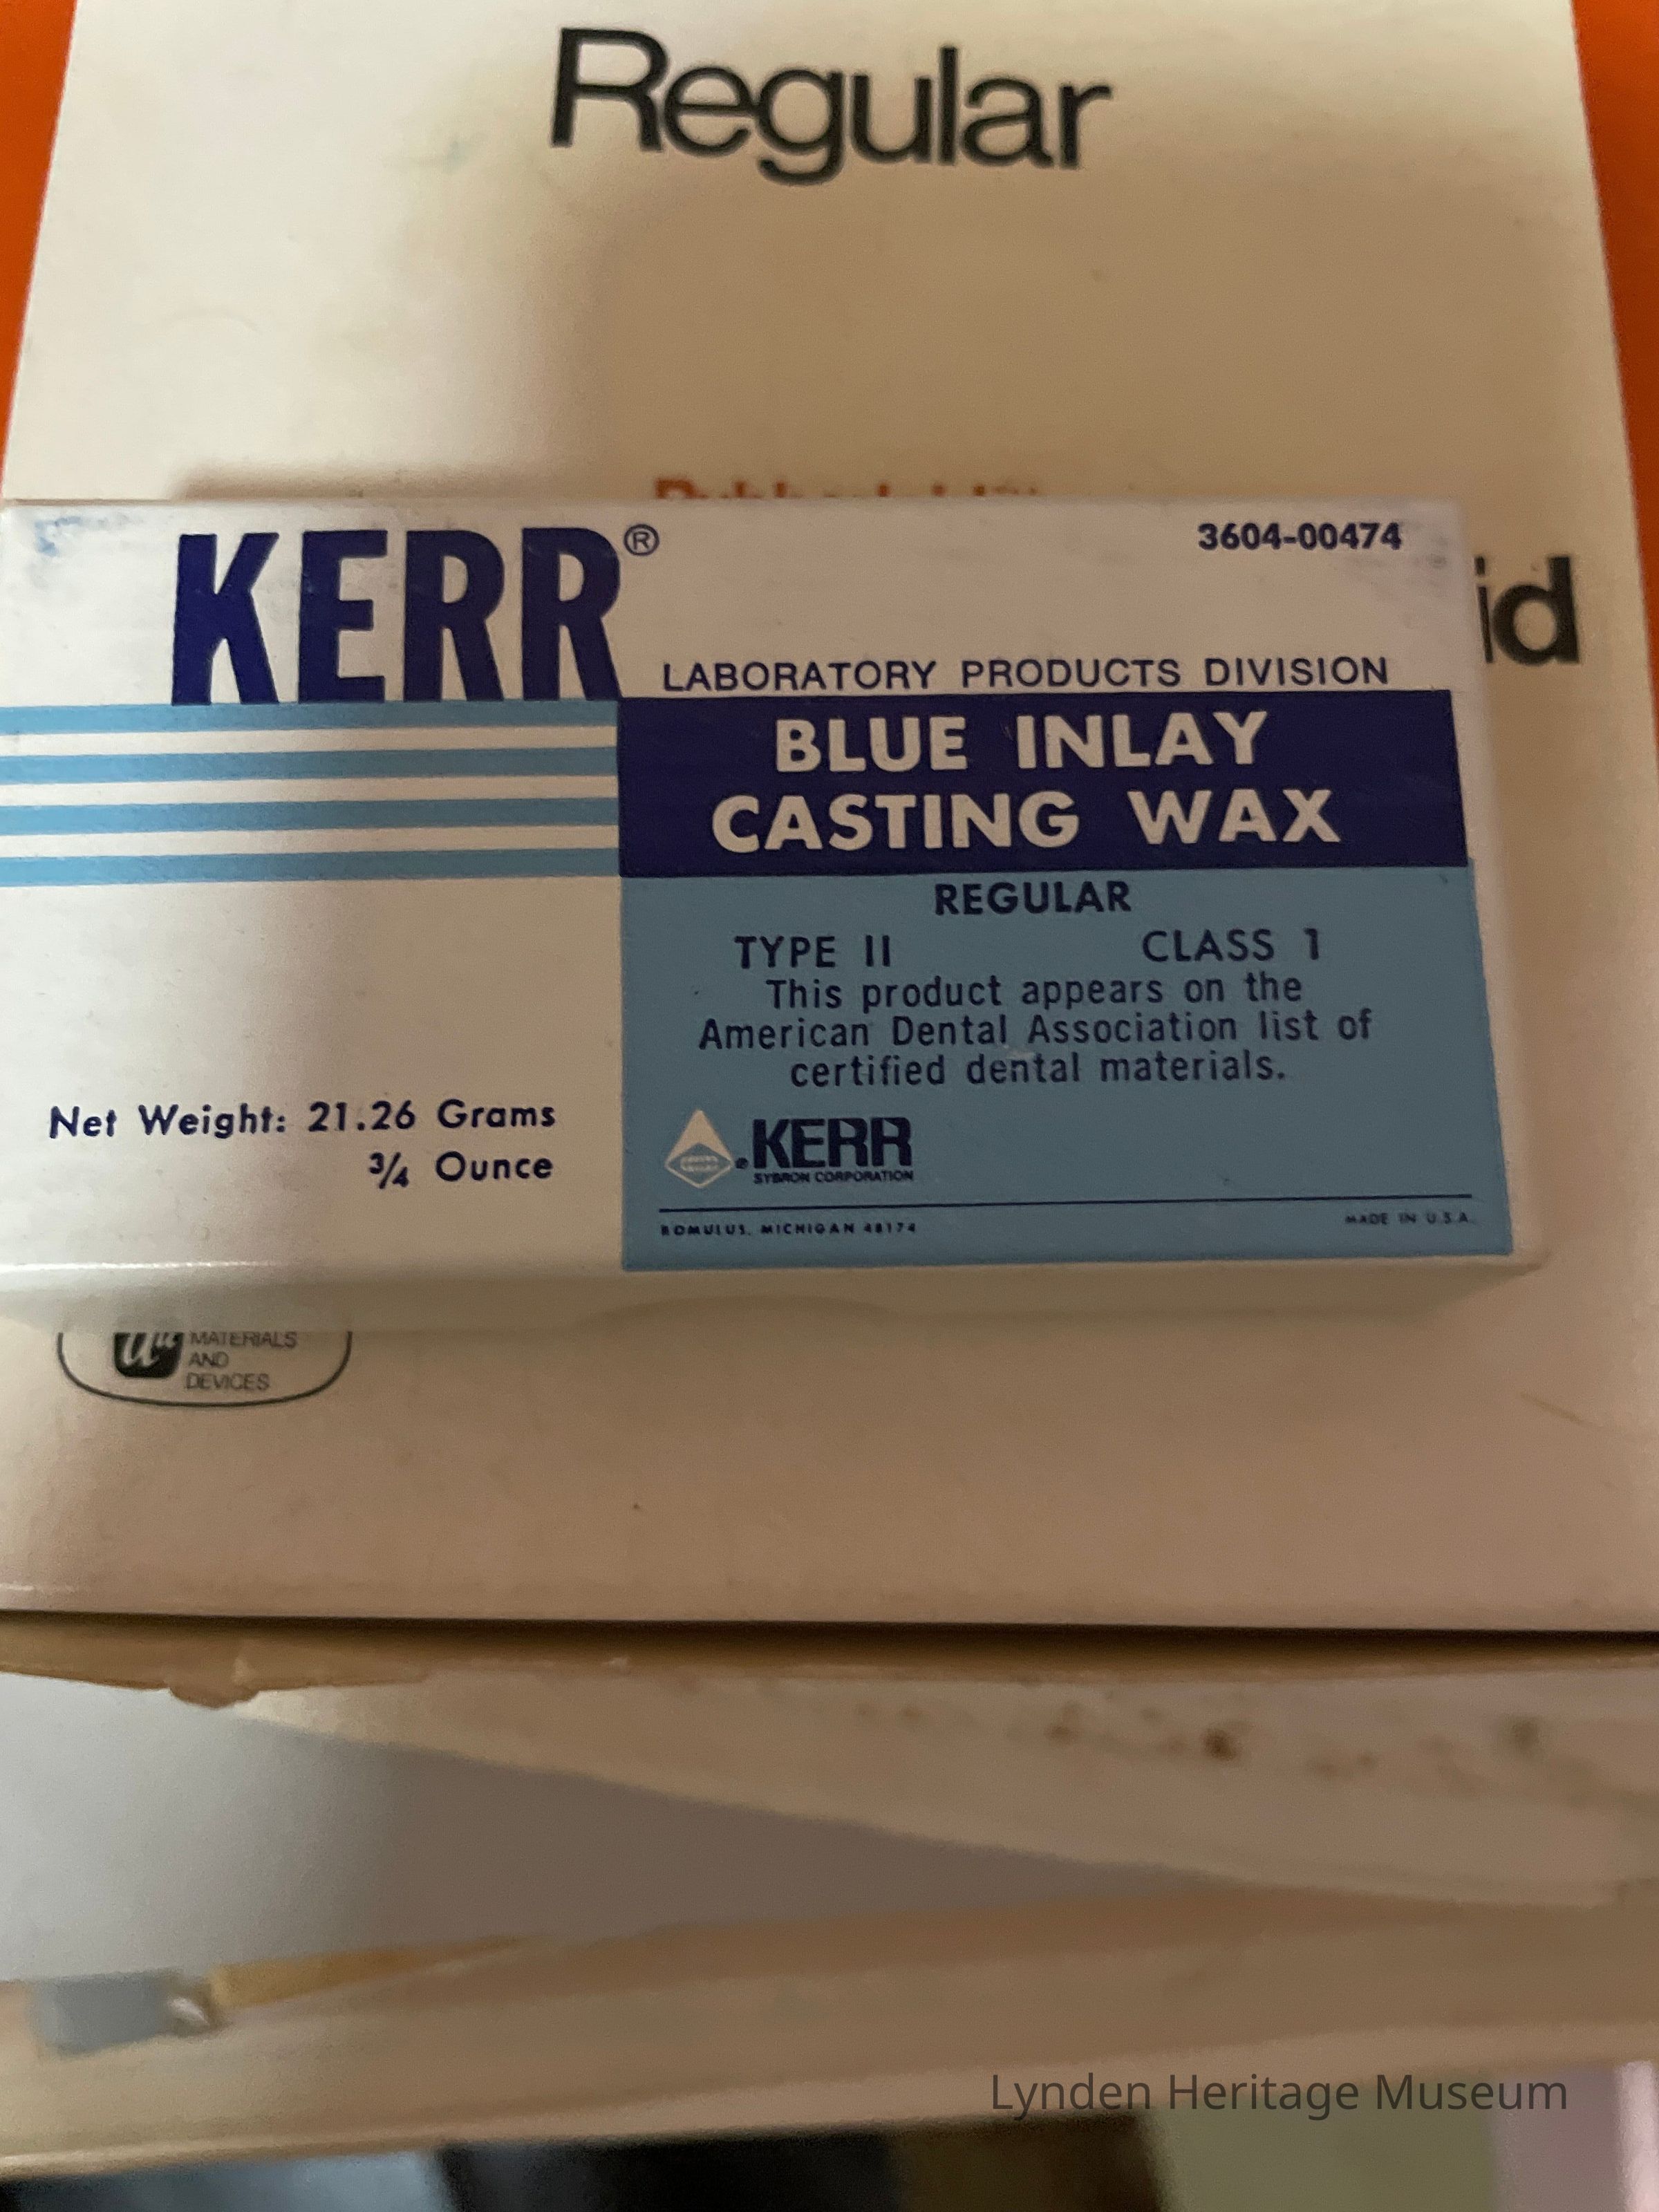 Regular
KERR®
3604-00474
id
LABORATORY PRODUCTS DIVISION
BLUE INLAY
CASTING WAX
REGULAR
TYPE II CLASS 1
This product appears on the
American Dental Association list of
certified dental materials.
Net Weight: 21.26 Grams
3/4 Ounce
KERR
SYBRON CORPORATION
ROMULUS, MICHIGAN 48174
MADE IN U.S.A.
MATERIALS
AND
DEVICES
Lynden Heritage Museum